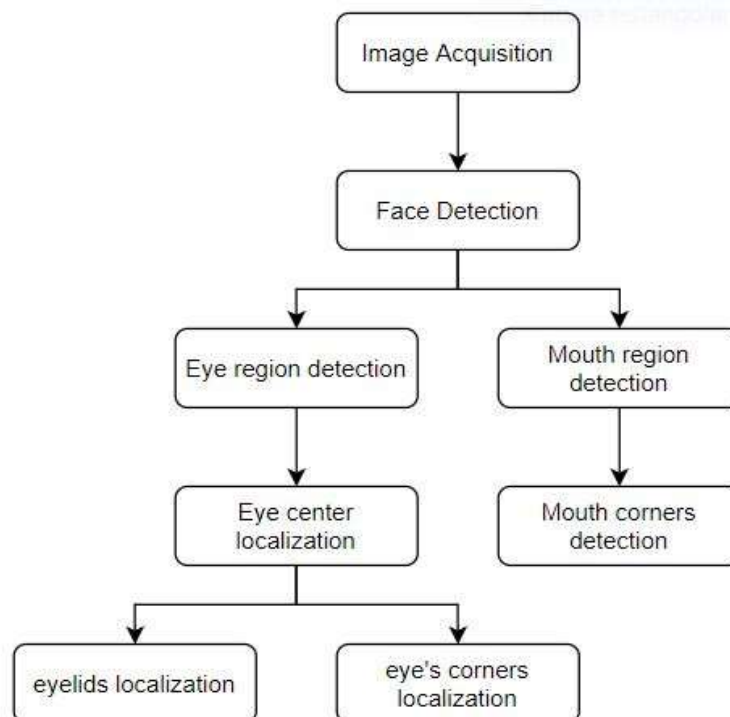 Image Acquisition
Face Detection
Eye region detection
Mouth region
detection
Eye center
localization
Mouth corners
detection
eyelids localization
eye's corners
localization